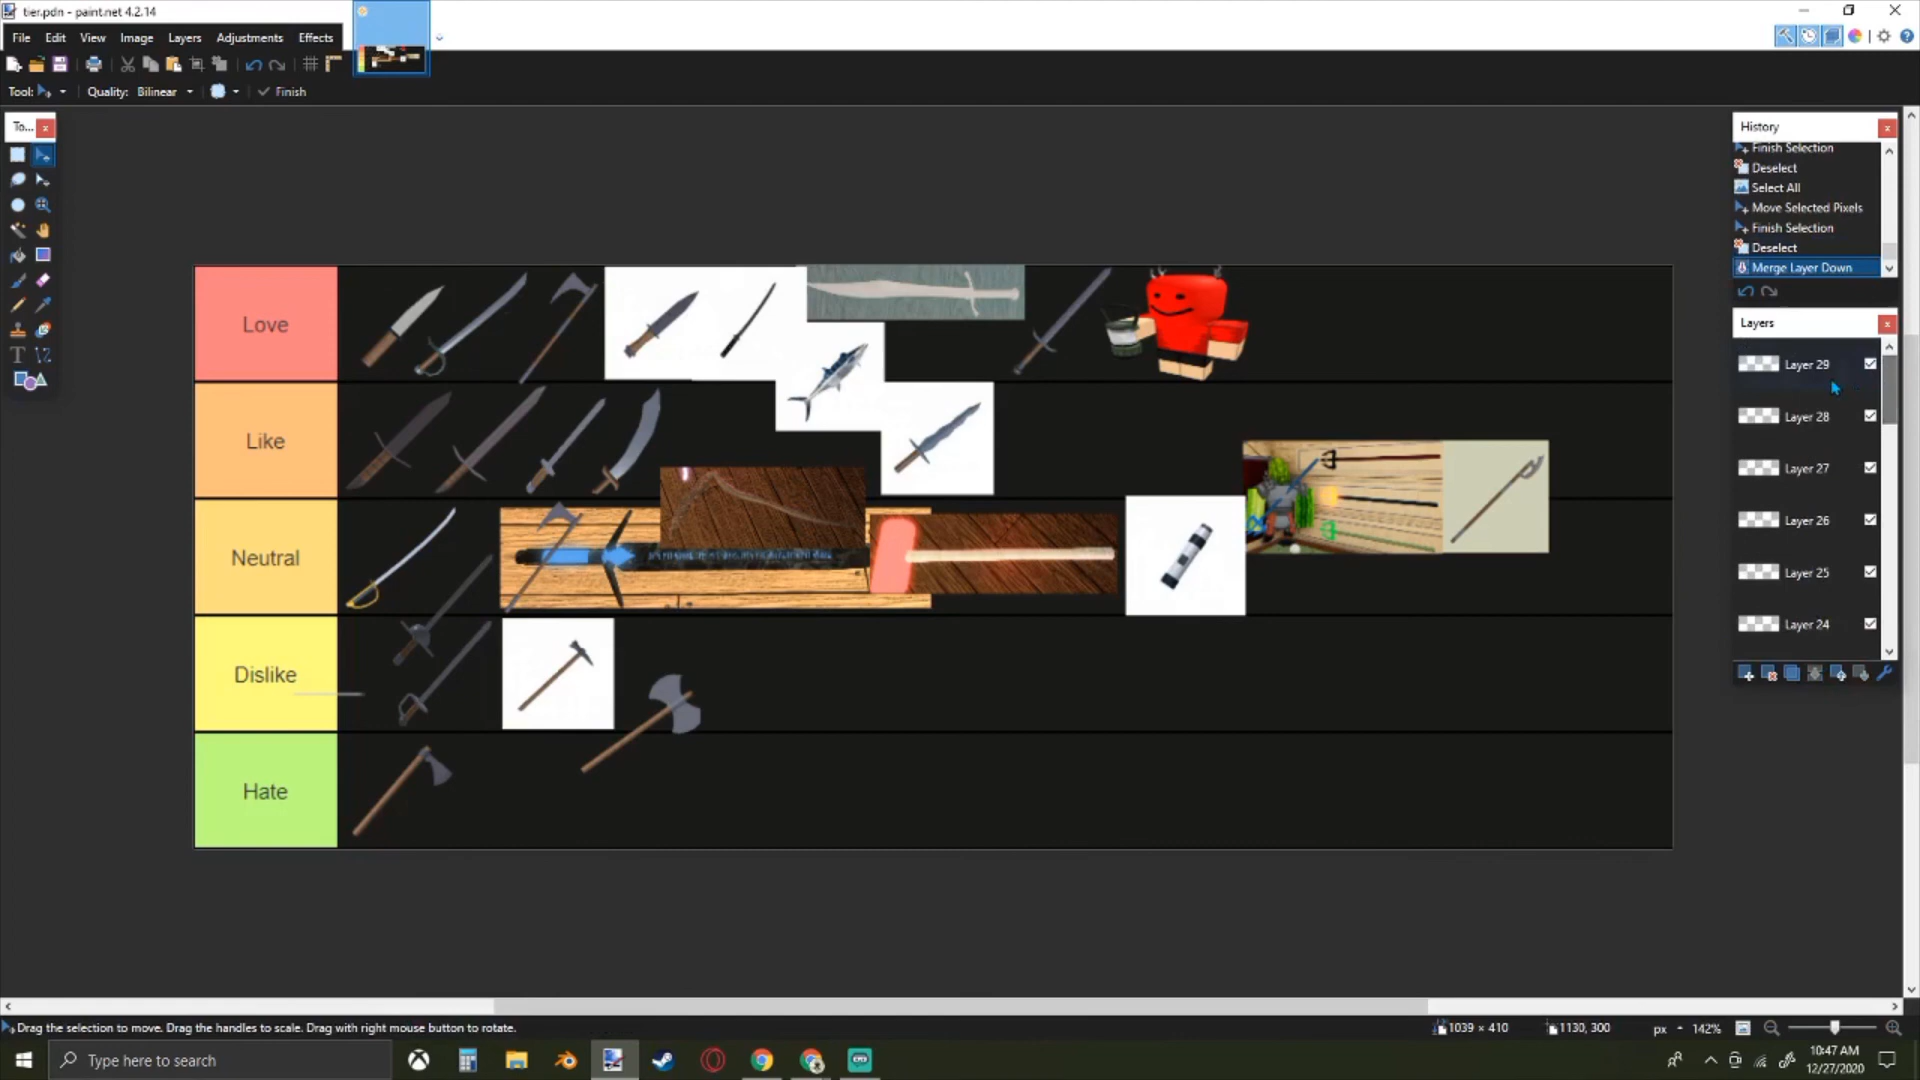 tier.pdn - paint.net 4.2.14
File Edit View Image Layers Adjustments Effects
Tool: Quality: Bilinear Finish
To...
History
Finish Selection
Deselect
Select All
Move Selected Pixels
Finish Selection
Deselect
Merge Layer Down
Layers
Layer 29
Layer 28
Layer 27
Layer 26
Layer 25
Layer 24
Love
Like
Neutral
Dislike
Hate
Drag the selection to move. Drag the handles to scale. Drag with right mouse button to rotate.
1039 × 410
1130, 300
px
142%
Type here to search
10:47 AM
12/27/2020